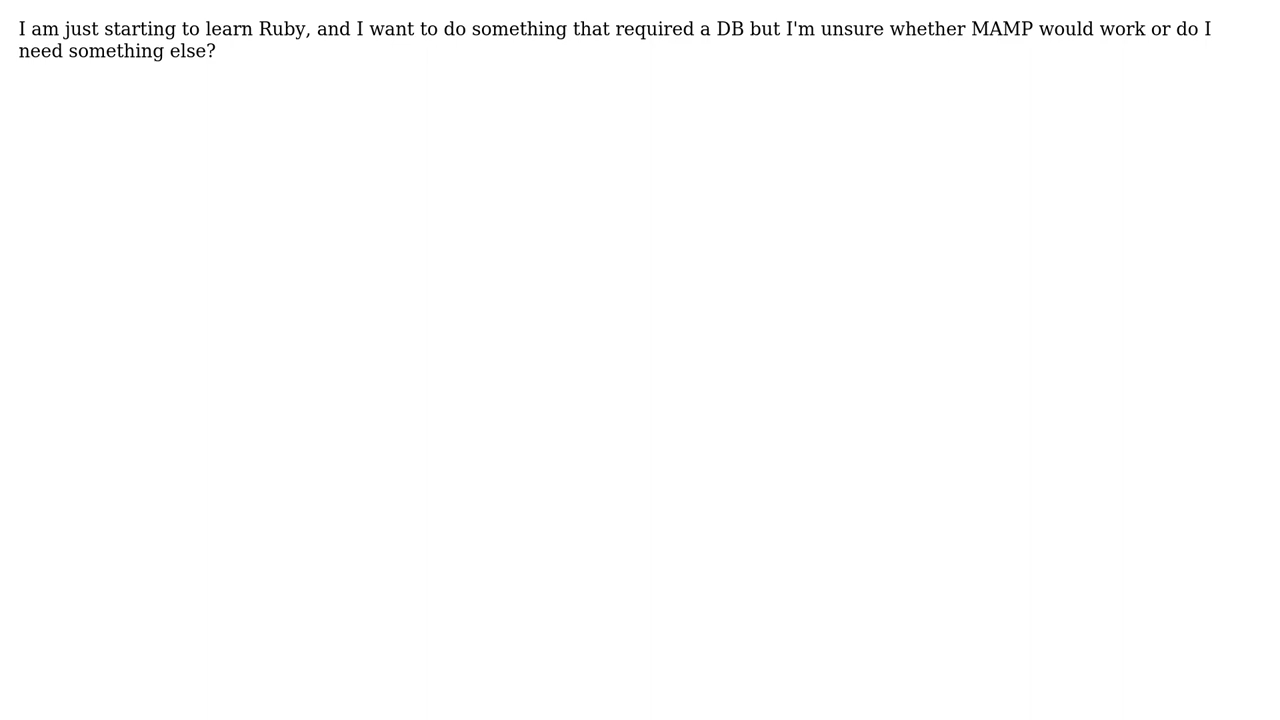 I am just starting to learn Ruby, and I want to do something that required a DB but I'm unsure whether MAMP would work or do I
need something else?